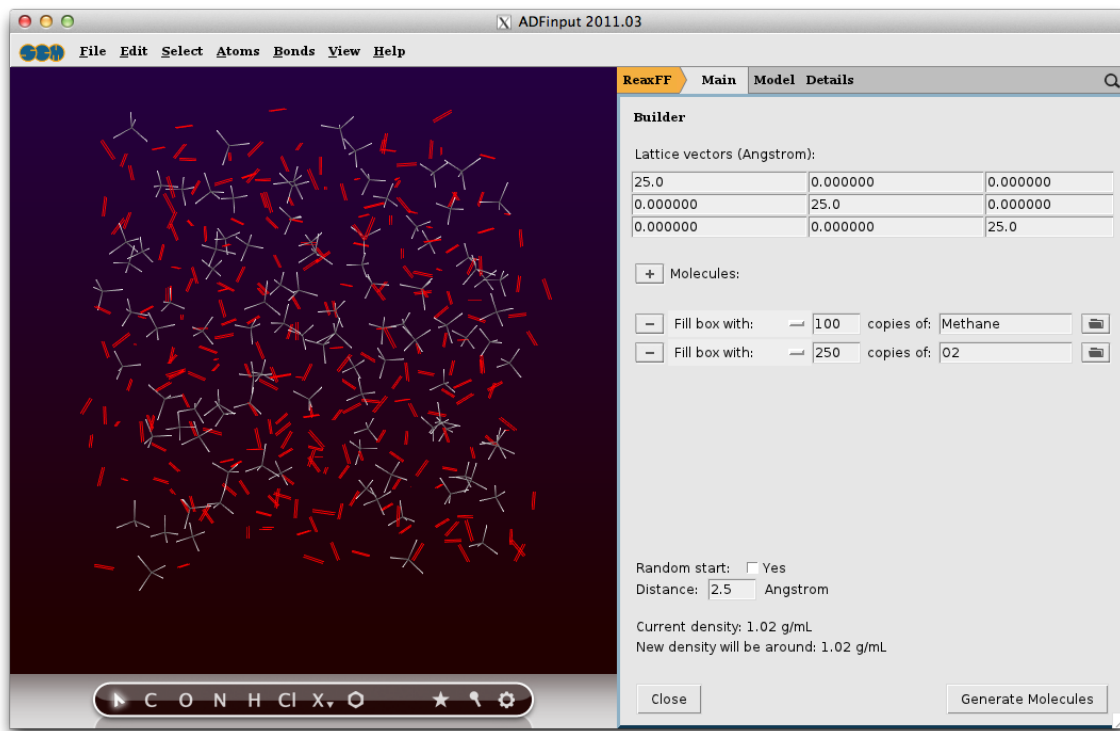 X ADFinput 2011.03
SCM File Edit Select Atoms Bonds View Help
ReaxFF Main Model Details
Builder
Lattice vectors (Angstrom):
25.0 0.000000 0.000000
0.000000 25.0 0.000000
0.000000 0.000000 25.0
+ Molecules:
− Fill box with: 100 copies of: Methane
− Fill box with: 250 copies of: O2
Random start: Yes
Distance: 2.5 Angstrom
Current density: 1.02 g/mL
New density will be around: 1.02 g/mL
C O N H Cl X
Close Generate Molecules